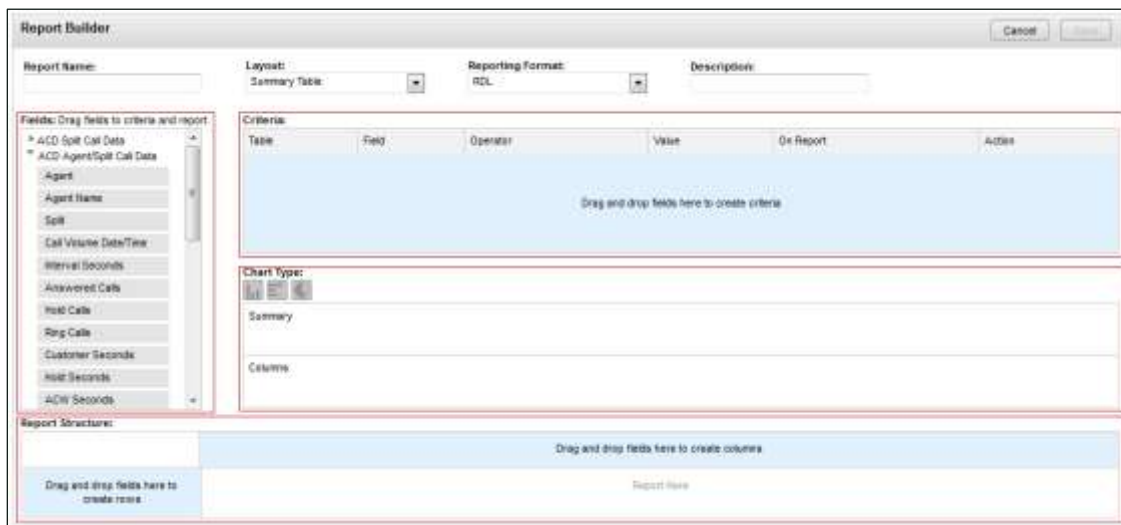 Report Builder
Cancel
Save
Report Name:
Layout:
Reporting Format:
Description:
Summary Table
RDL
Fields: Drag fields to criteria and report
ACD Split Call Data
ACD Agent/Split Call Data
Agent
Agent Name
Split
Call Volume Date/Time
Interval Seconds
Answered Calls
Hold Calls
Ring Calls
Customer Seconds
Hold Seconds
ACW Seconds
Criteria:
Table Field Operator Value On Report Action
Drag and drop fields here to create criteria
Chart Type:
Summary
Columns
Report Structure:
Drag and drop fields here to create columns
Drag and drop fields here to
create rows
Report Here